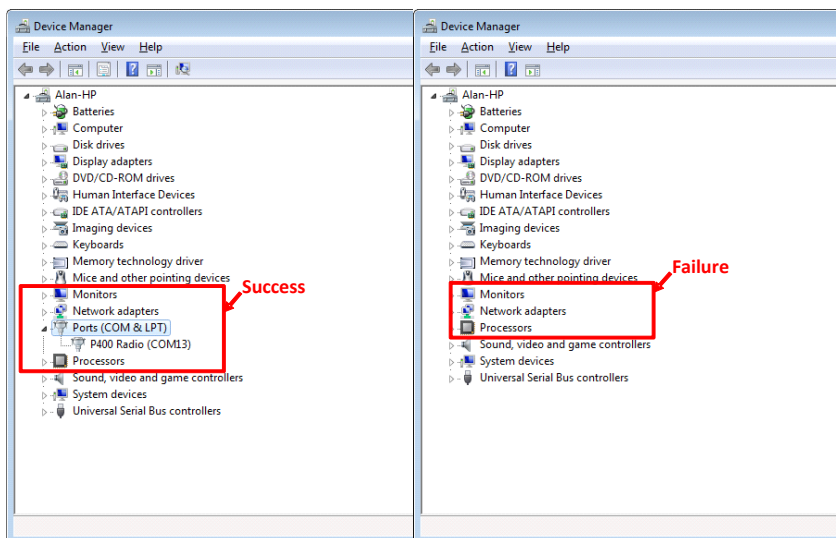 Device Manager
File Action View Help
Alan-HP
Batteries
Computer
Disk drives
Display adapters
DVD/CD-ROM drives
Human Interface Devices
IDE ATA/ATAPI controllers
Imaging devices
Keyboards
Memory technology driver
Mice and other pointing devices
Monitors
Network adapters
Ports (COM & LPT)
P400 Radio (COM13)
Processors
Sound, video and game controllers
System devices
Universal Serial Bus controllers
Success
Device Manager
File Action View Help
Alan-HP
Batteries
Computer
Disk drives
Display adapters
DVD/CD-ROM drives
Human Interface Devices
IDE ATA/ATAPI controllers
Imaging devices
Keyboards
Memory technology driver
Mice and other pointing devices
Monitors
Network adapters
Processors
Sound, video and game controllers
System devices
Universal Serial Bus controllers
Failure